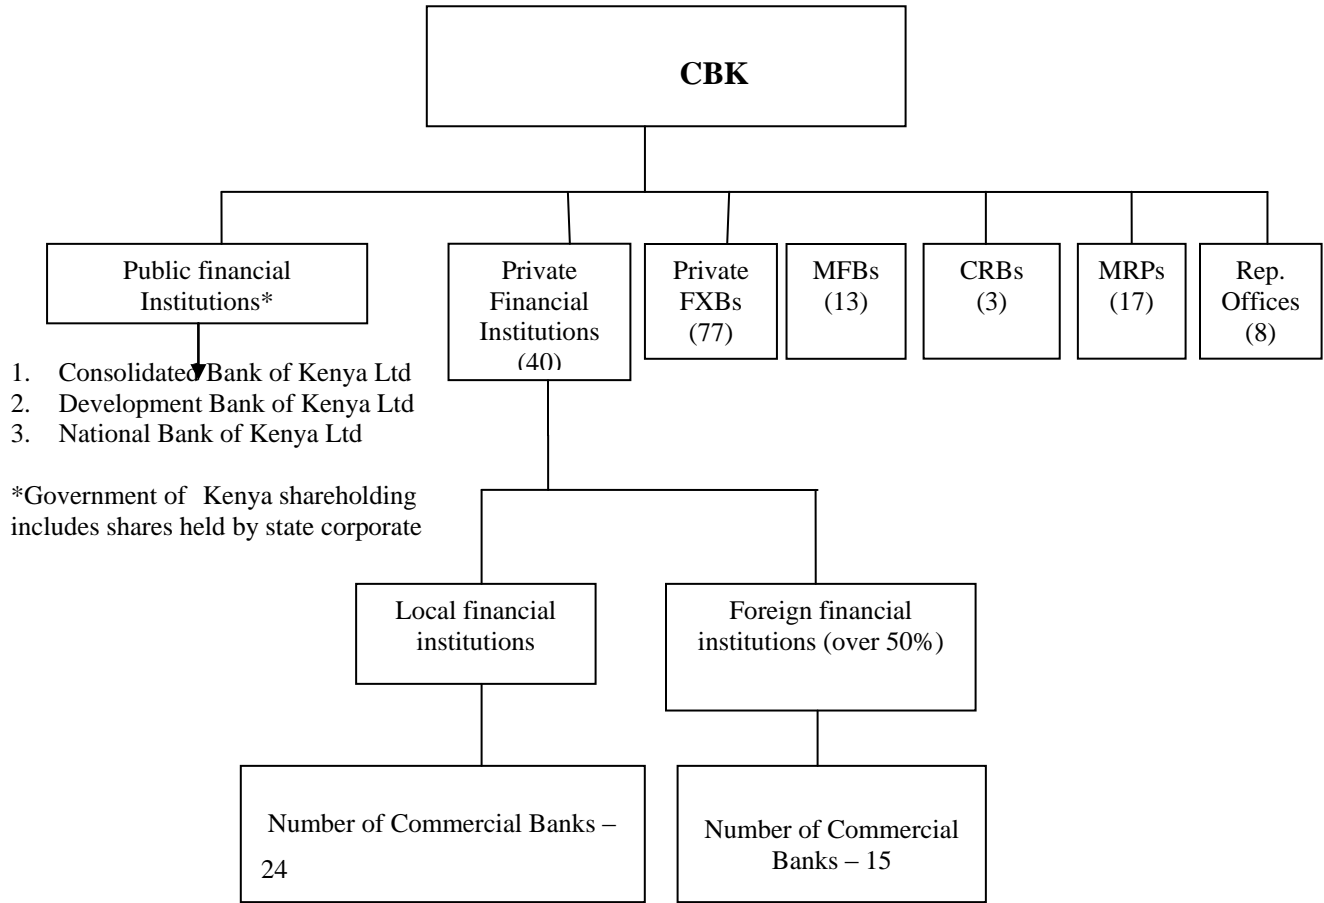 CBK
Public financial
Institutions*
Private
Financial
Institutions
(40)
Private
FXBs
(77)
MFBs
(13)
CRBs
(3)
MRPs
(17)
Rep.
Offices
(8)
1. Consolidated Bank of Kenya Ltd
2. Development Bank of Kenya Ltd
3. National Bank of Kenya Ltd
*Government of Kenya shareholding
includes shares held by state corporate
Local financial
institutions
Foreign financial
institutions (over 50%)
Number of Commercial Banks –
24
Number of Commercial
Banks – 15